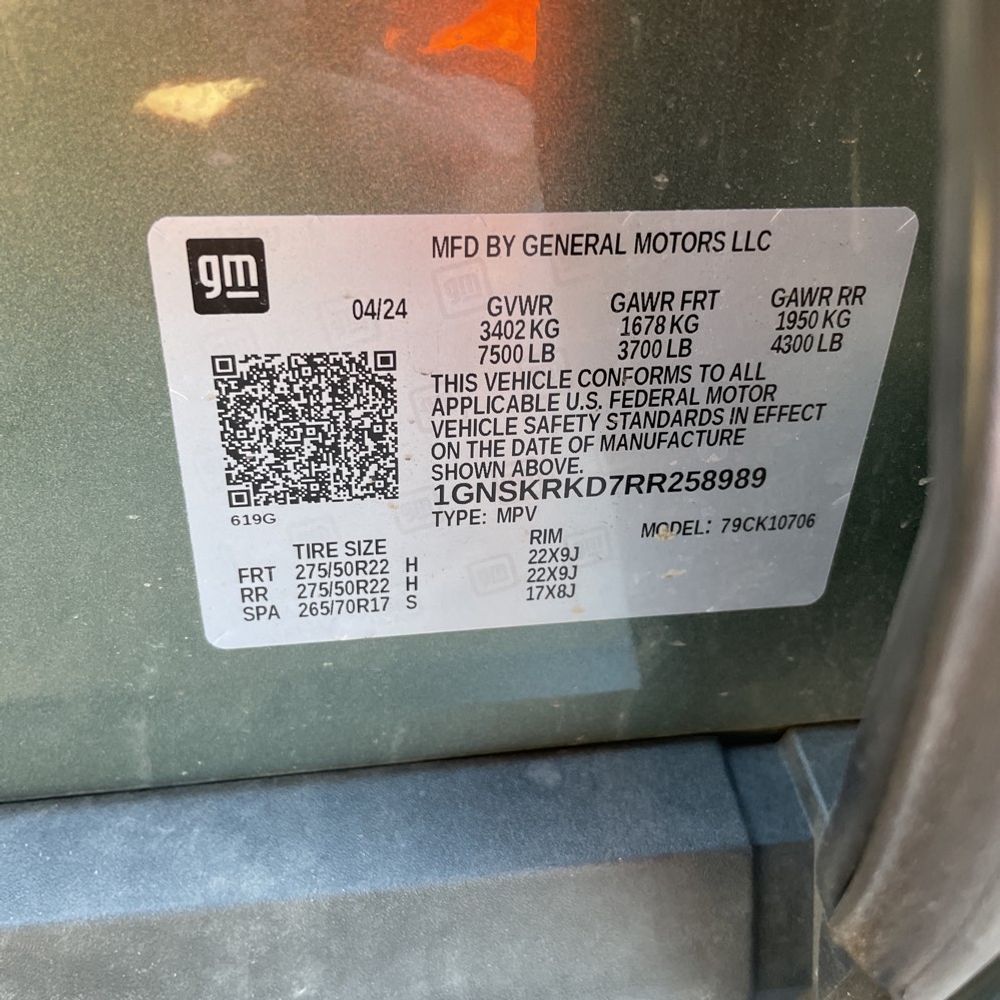 gm
MFD BY GENERAL MOTORS LLC
04/24
GVWR GAWR FRT GAWR RR
3402 KG 1678 KG 1950 KG
7500 LB 3700 LB 4300 LB
THIS VEHICLE CONFORMS TO ALL
APPLICABLE U.S. FEDERAL MOTOR
VEHICLE SAFETY STANDARDS IN EFFECT
ON THE DATE OF MANUFACTURE
SHOWN ABOVE.
1GNSKRKD7RR258989
619G
TYPE: MPV MODEL: 79CK10706
TIRE SIZE RIM
FRT 275/50R22 H 22X9J
RR 275/50R22 H 22X9J
SPA 265/70R17 S 17X8J